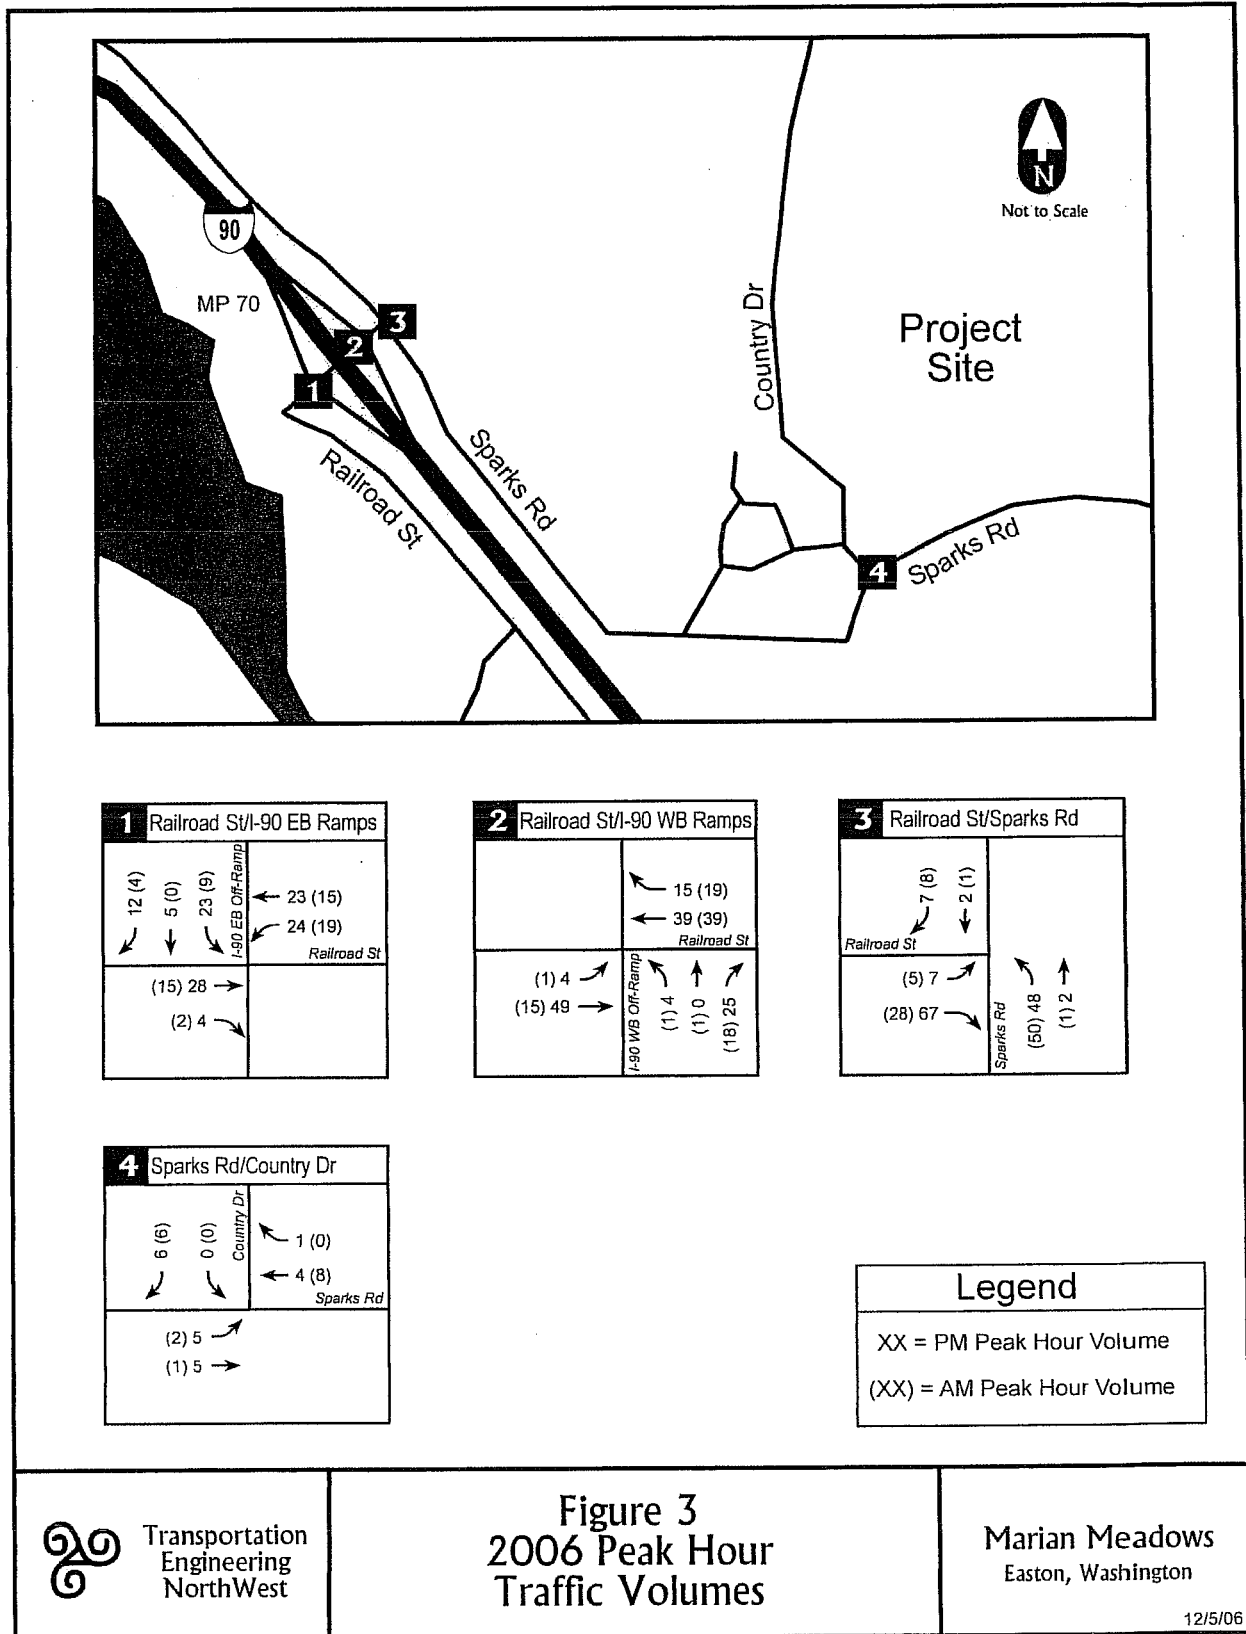 N
Not to Scale
90
MP 70
3
2
1
Country Dr
Project
Site
Sparks Rd
Railroad St
4
Sparks Rd
1 Railroad St/I-90 EB Ramps
12 (4)
5 (0)
23 (9)
I-90 EB Off-Ramp
23 (15)
24 (19)
Railroad St
(15) 28
(2) 4
2 Railroad St/I-90 WB Ramps
15 (19)
39 (39)
Railroad St
(1) 4
(15) 49
I-90 WB Off-Ramp
(1) 4
(1) 0
(18) 25
3 Railroad St/Sparks Rd
7 (8)
2 (1)
Railroad St
(5) 7
(28) 67
Sparks Rd
(50) 48
(1) 2
4 Sparks Rd/Country Dr
6 (6)
0 (0)
Country Dr
1 (0)
4 (8)
Sparks Rd
(2) 5
(1) 5
Legend
XX = PM Peak Hour Volume
(XX) = AM Peak Hour Volume
Transportation
Engineering
NorthWest
Figure 3
2006 Peak Hour
Traffic Volumes
Marian Meadows
Easton, Washington
12/5/06